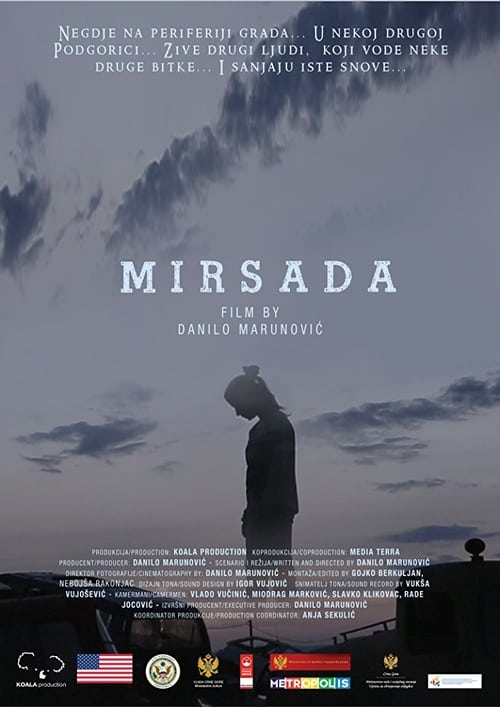 Negdje na periferiji grada... U nekoj drugoj
Podgorici... Zive drugi ljudi, koji vode neke
druge bitke... I sanjaju iste snove...
MIRSADA
FILM BY
DANILO MARUNOVIĆ
PRODUKCIJA/PRODUCTION: KOALA PRODUCTION KOPRODUKCIJA/COPRODUCTION: MEDIA TERRA
PRODUCENT/PRODUCER: DANILO MARUNOVIĆ - SCENARIO I REŽIJA/WRITTEN AND DIRECTED BY DANILO MARUNOVIĆ
DIREKTOR FOTOGRAFIJE/CINEMATOGRAPHY BY: DANILO MARUNOVIĆ - MONTAŽA/EDITED BY GOJKO BERKULJAN,
NEBOJŠA RAKONJAC DIZAJN TONA/SOUND DESIGN BY IGOR VUJOVIĆ SNIMATELJ TONA/SOUND RECORD BY VUKŠA
VUJOŠEVIĆ - KAMERMANI/CAMERMEN: VLADO VUČINIĆ, MIODRAG MARKOVIĆ, SLAVKO KLIKOVAC, RADE
JOCOVIĆ - IZVRŠNI PRODUCENT/EXECUTIVE PRODUCER: DANILO MARUNOVIĆ
KOORDINATOR PRODUKCIJE/PRODUCTION COORDINATOR: ANJA SEKULIĆ
KOALA production
METROPOLIS